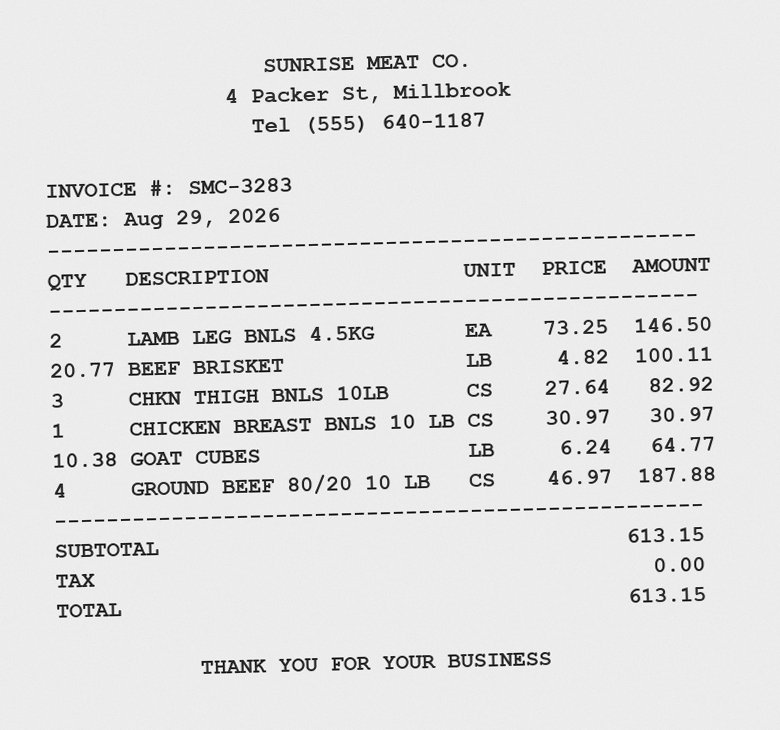 SUNRISE MEAT CO.
4 Packer St, Millbrook
Tel (555) 640-1187
INVOICE #: SMC-3283
DATE: Aug 29, 2026
QTY DESCRIPTION UNIT PRICE AMOUNT
2 LAMB LEG BNLS 4.5KG EA 73.25 146.50
20.77 BEEF BRISKET LB 4.82 100.11
3 CHKN THIGH BNLS 10LB CS 27.64 82.92
1 CHICKEN BREAST BNLS 10 LB CS 30.97 30.97
10.38 GOAT CUBES LB 6.24 64.77
4 GROUND BEEF 80/20 10 LB CS 46.97 187.88
SUBTOTAL 613.15
TAX 0.00
TOTAL 613.15
THANK YOU FOR YOUR BUSINESS